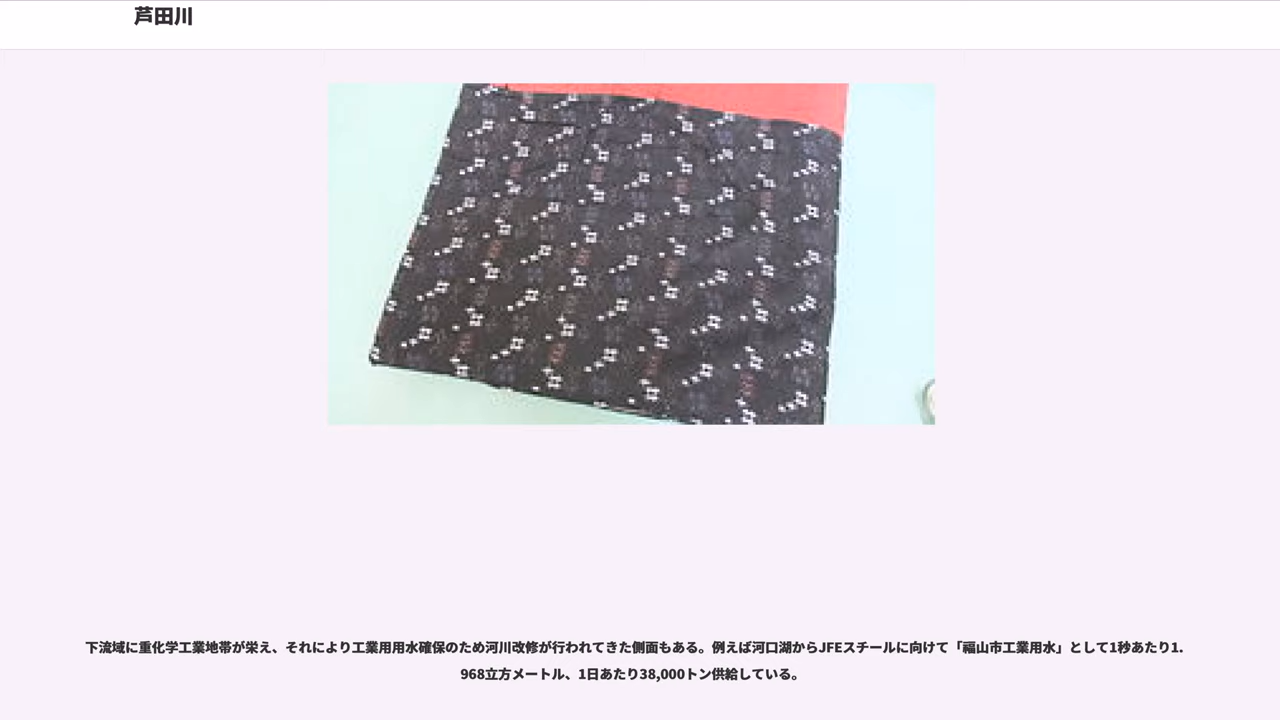 芦田川
下流域に重化学工業地帯が栄え、それにより工業用用水確保のため河川改修が行われてきた側面もある。例えば河口湖からJFEスチールに向けて「福山市工業用水」として1秒あたり1.
968立方メートル、1日あたり38,000トン供給している。